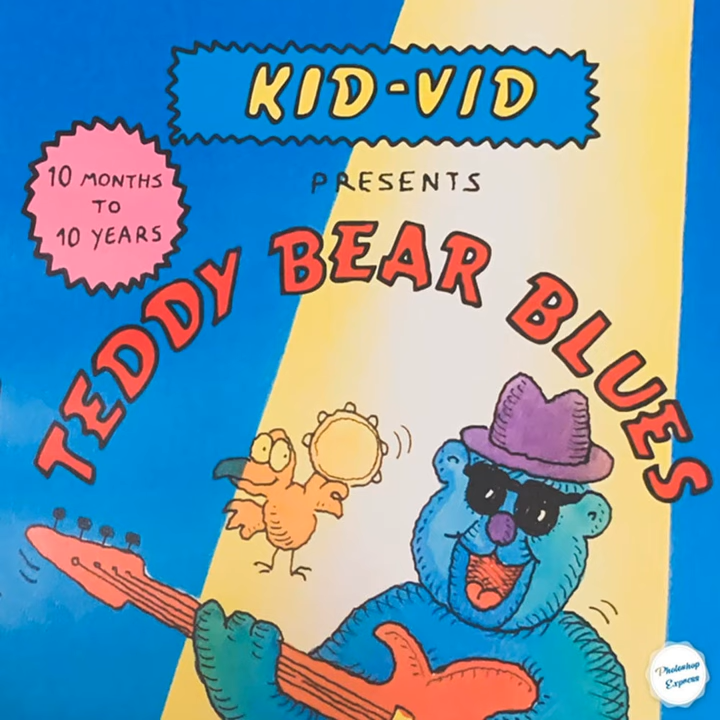 KID-VID
PRESENTS
10 MONTHS
TO
10 YEARS
TEDDY BEAR BLUES
Photoshop
Express